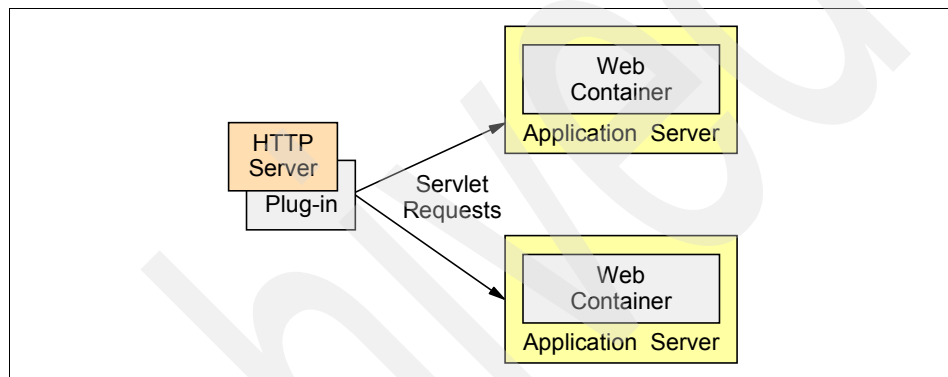 Web
Container
Application Server
HTTP
Server
Plug-in
Servlet
Requests
Web
Container
Application Server